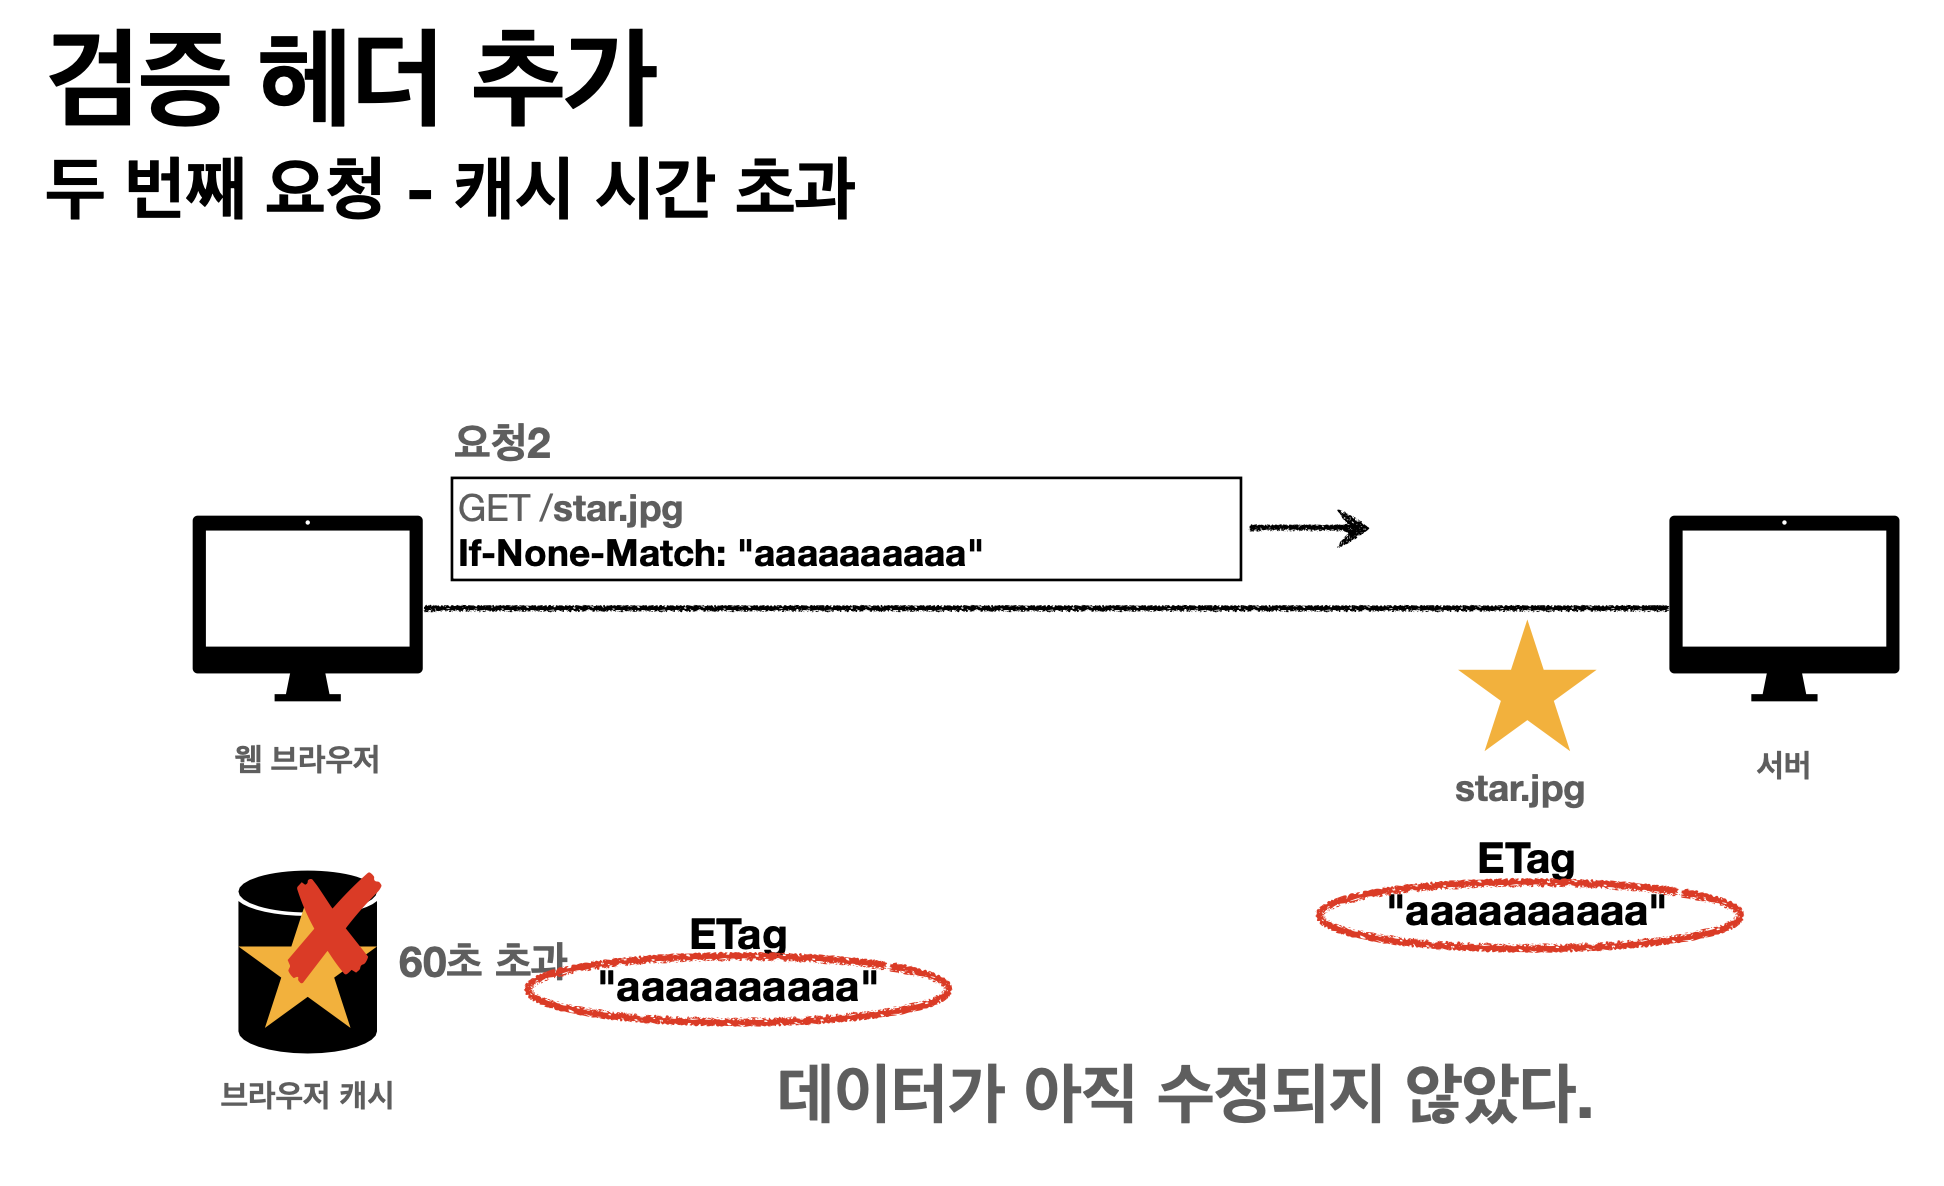 검증 헤더 추가
두 번째 요청 - 캐시 시간 초과
요청2
GET /star.jpg
If-None-Match: "aaaaaaaaaa"
웹 브라우저
서버
star.jpg
ETag
"aaaaaaaaaa"
60초 초과
ETag
"aaaaaaaaaa"
브라우저 캐시
데이터가 아직 수정되지 않았다.